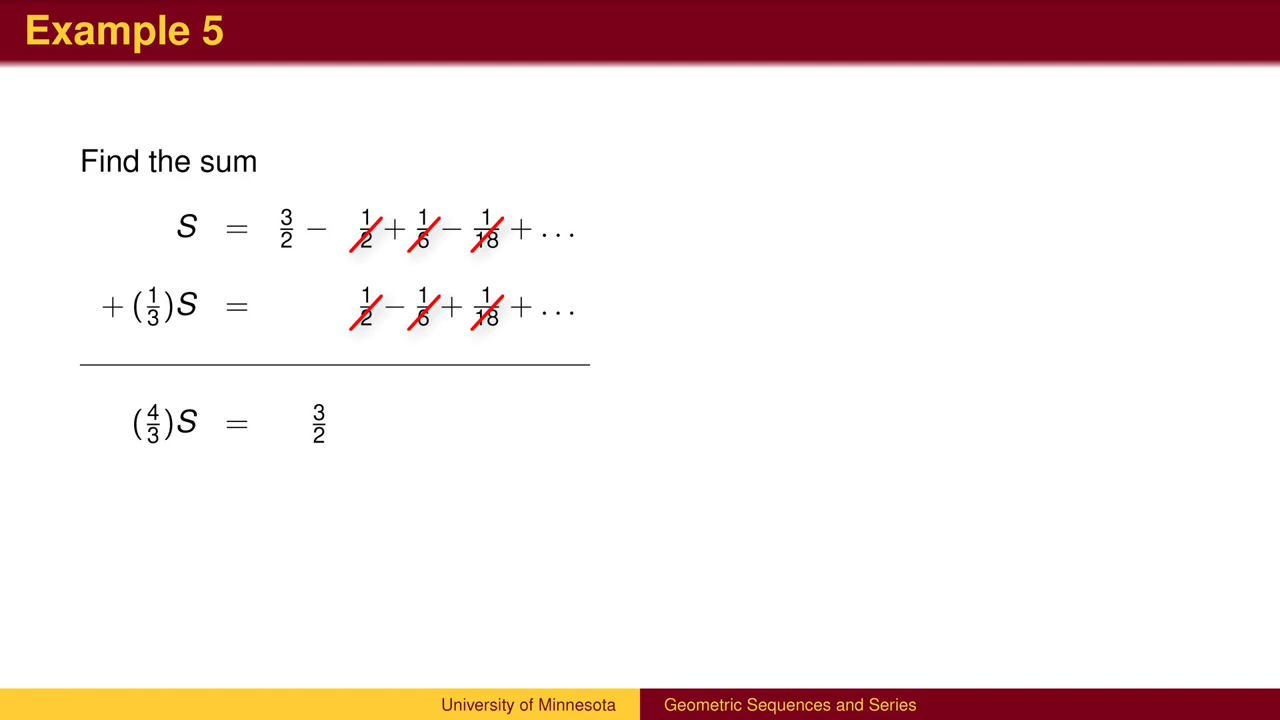 Example 5
Find the sum
S = 3/2 − 1/2 + 1/6 − 1/18 + ...
+ (1/3)S = 1/2 − 1/6 + 1/18 + ...
(4/3)S = 3/2
University of Minnesota
Geometric Sequences and Series